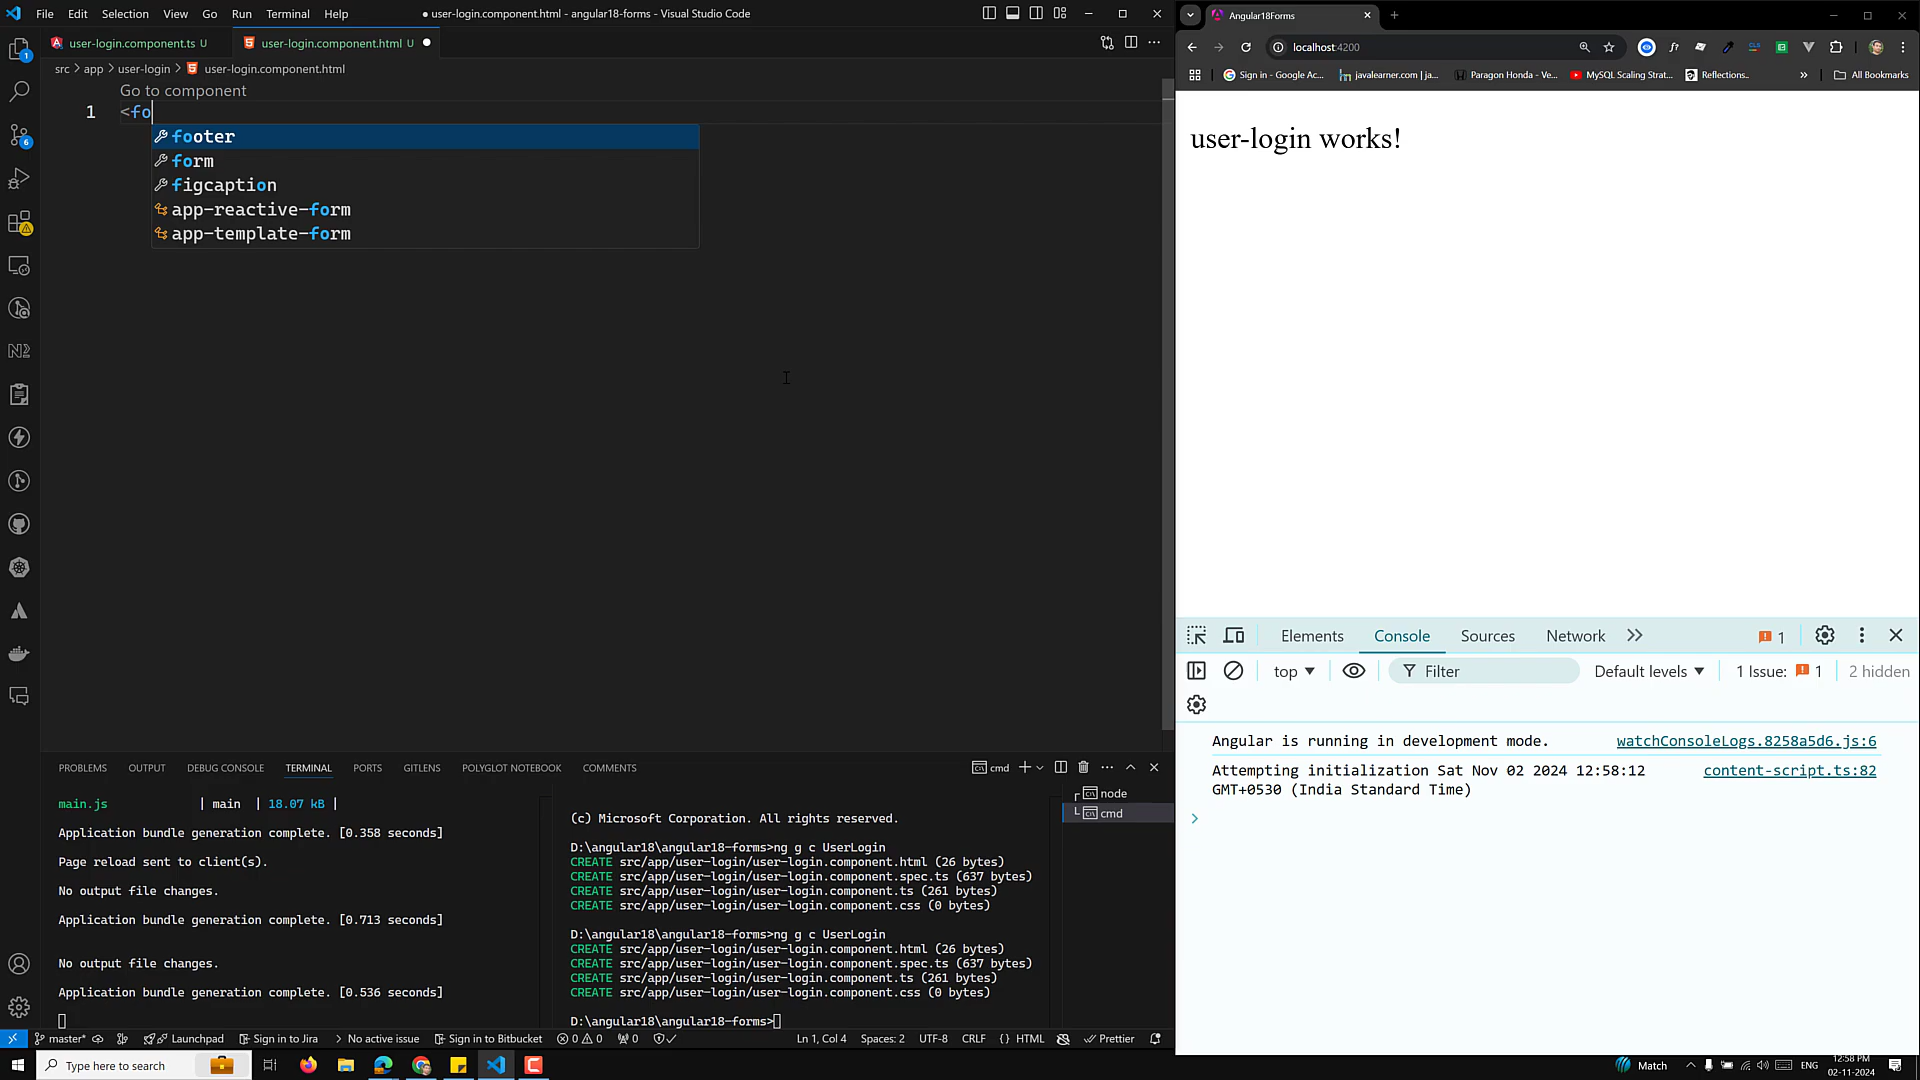 File Edit Selection View Go Run Terminal Help
● user-login.component.html - angular18-forms - Visual Studio Code
user-login.component.ts U
user-login.component.html U
src > app > user-login > user-login.component.html
Go to component
1 <fo
footer
form
figcaption
app-reactive-form
app-template-form
PROBLEMS OUTPUT DEBUG CONSOLE TERMINAL PORTS GITLENS POLYGLOT NOTEBOOK COMMENTS
cmd
main.js | main | 18.07 kB |
Application bundle generation complete. [0.358 seconds]
Page reload sent to client(s).
No output file changes.
Application bundle generation complete. [0.713 seconds]
No output file changes.
Application bundle generation complete. [0.536 seconds]
(c) Microsoft Corporation. All rights reserved.
D:\angular18\angular18-forms>ng g c UserLogin
CREATE src/app/user-login/user-login.component.html (26 bytes)
CREATE src/app/user-login/user-login.component.spec.ts (637 bytes)
CREATE src/app/user-login/user-login.component.ts (261 bytes)
CREATE src/app/user-login/user-login.component.css (0 bytes)
D:\angular18\angular18-forms>ng g c UserLogin
CREATE src/app/user-login/user-login.component.html (26 bytes)
CREATE src/app/user-login/user-login.component.spec.ts (637 bytes)
CREATE src/app/user-login/user-login.component.ts (261 bytes)
CREATE src/app/user-login/user-login.component.css (0 bytes)
D:\angular18\angular18-forms>
node
cmd
master* Launchpad Sign in to Jira No active issue Sign in to Bitbucket 0 0 0 Ln 1, Col 4 Spaces: 2 UTF-8 CRLF {} HTML Prettier
Angular18Forms
localhost:4200
Sign in - Google Ac... javalearner.com | ja... Paragon Honda - Ve... MySQL Scaling Strat... Reflections.. » All Bookmarks
user-login works!
Elements Console Sources Network 1
top Filter Default levels 1 Issue: 1 2 hidden
Angular is running in development mode. watchConsoleLogs.8258a5d6.js:6
Attempting initialization Sat Nov 02 2024 12:58:12 content-script.ts:82
GMT+0530 (India Standard Time)
Type here to search
Match ENG 12:58 PM
02-11-2024